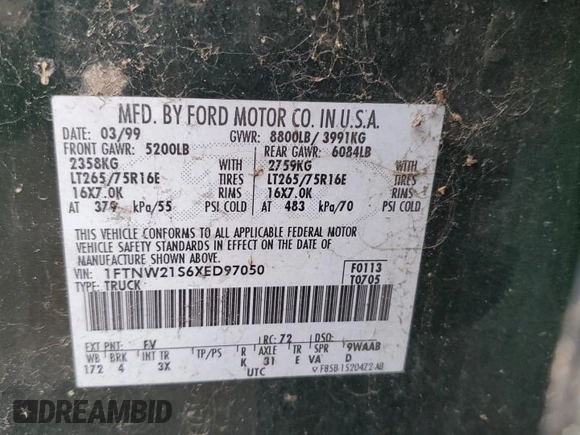 MFD. BY FORD MOTOR CO. IN U.S.A.
DATE: 03/99 GVWR: 8800LB/ 3991KG
FRONT GAWR: 5200LB REAR GAWR: 6084LB
2358KG WITH 2759KG WITH
LT265/75R16E TIRES LT265/75R16E TIRES
16X7.0K RIMS 16X7.0K RIMS
AT 379 kPa/55 PSI COLD AT 483 kPa/70 PSI COLD
THIS VEHICLE CONFORMS TO ALL APPLICABLE FEDERAL MOTOR
VEHICLE SAFETY STANDARDS IN EFFECT ON THE DATE OF
MANUFACTURE SHOWN ABOVE.
VIN: 1FTNW21S6XED97050
TYPE: TRUCK
F0113
T0705
EXT PNT: FV RC: 72 DSO:
WB BRK INT TR TP/PS R AXLE TR SPR 9WAAB
172 4 3X K 31 E VA D
UTC
F85B-1520472-AB
DREAMBID